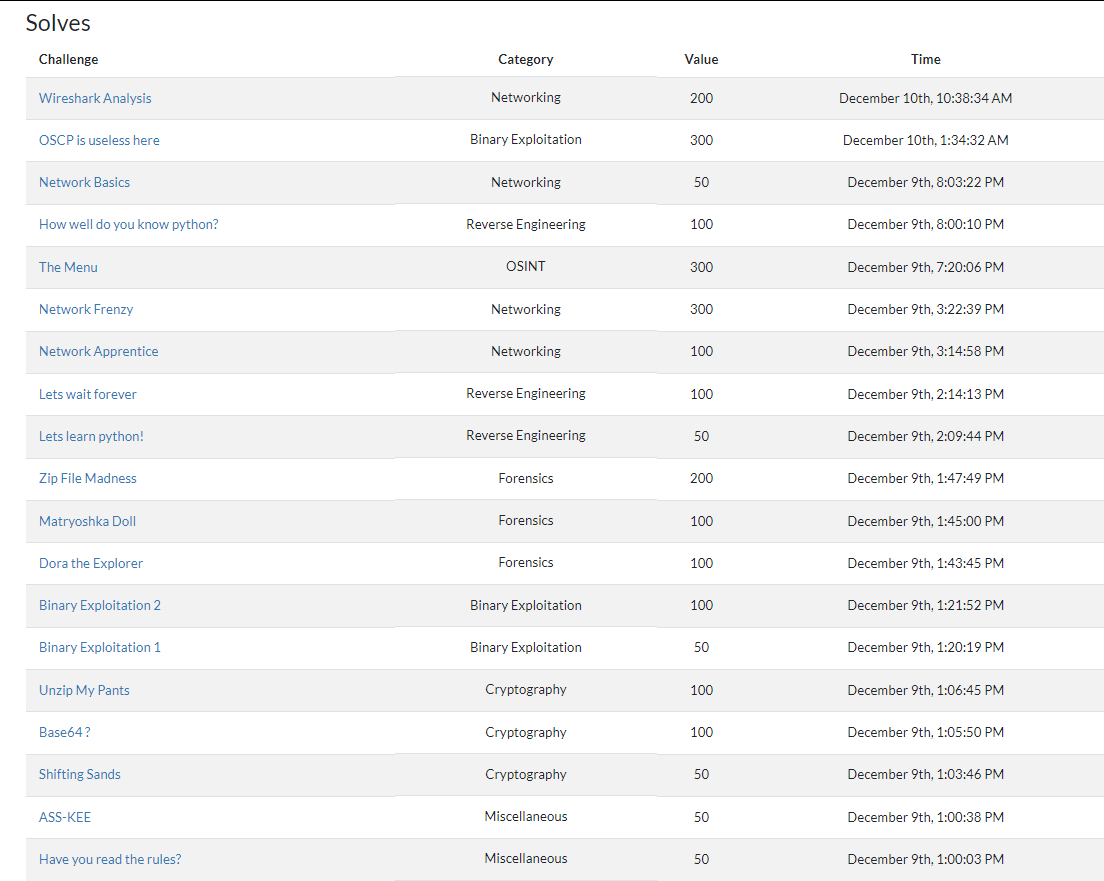 Solves
Challenge Category Value Time
Wireshark Analysis Networking 200 December 10th, 10:38:34 AM
OSCP is useless here Binary Exploitation 300 December 10th, 1:34:32 AM
Network Basics Networking 50 December 9th, 8:03:22 PM
How well do you know python? Reverse Engineering 100 December 9th, 8:00:10 PM
The Menu OSINT 300 December 9th, 7:20:06 PM
Network Frenzy Networking 300 December 9th, 3:22:39 PM
Network Apprentice Networking 100 December 9th, 3:14:58 PM
Lets wait forever Reverse Engineering 100 December 9th, 2:14:13 PM
Lets learn python! Reverse Engineering 50 December 9th, 2:09:44 PM
Zip File Madness Forensics 200 December 9th, 1:47:49 PM
Matryoshka Doll Forensics 100 December 9th, 1:45:00 PM
Dora the Explorer Forensics 100 December 9th, 1:43:45 PM
Binary Exploitation 2 Binary Exploitation 100 December 9th, 1:21:52 PM
Binary Exploitation 1 Binary Exploitation 50 December 9th, 1:20:19 PM
Unzip My Pants Cryptography 100 December 9th, 1:06:45 PM
Base64 ? Cryptography 100 December 9th, 1:05:50 PM
Shifting Sands Cryptography 50 December 9th, 1:03:46 PM
ASS-KEE Miscellaneous 50 December 9th, 1:00:38 PM
Have you read the rules? Miscellaneous 50 December 9th, 1:00:03 PM